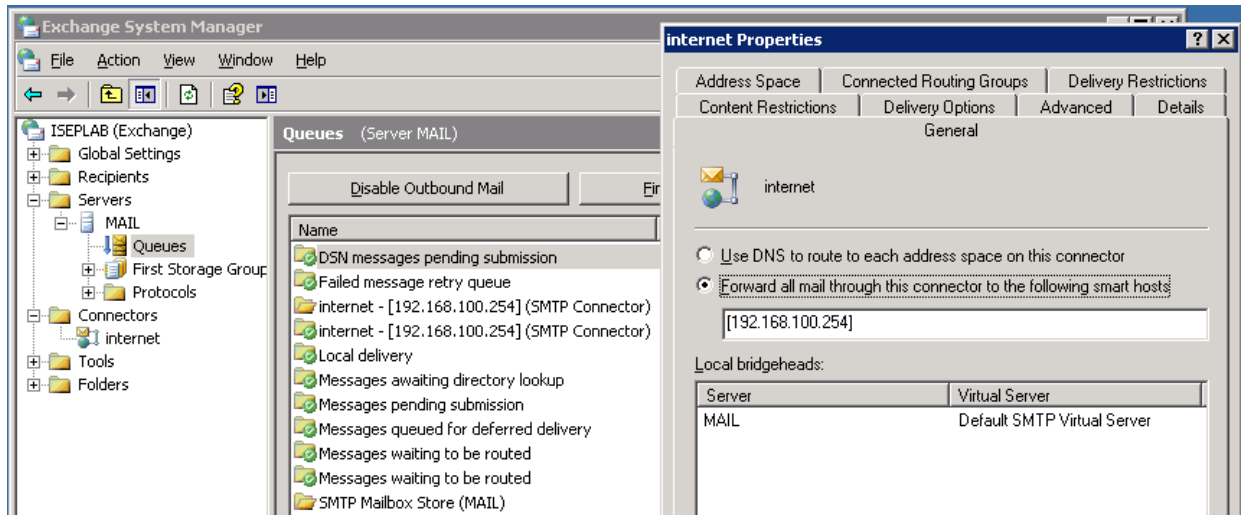 Exchange System Manager
File Action View Window Help
ISEPLAB (Exchange)
Global Settings
Recipients
Servers
MAIL
Queues
First Storage Group
Protocols
Connectors
internet
Tools
Folders
Queues (Server MAIL)
Disable Outbound Mail
Fir
Name
DSN messages pending submission
Failed message retry queue
internet - [192.168.100.254] (SMTP Connector)
internet - [192.168.100.254] (SMTP Connector)
Local delivery
Messages awaiting directory lookup
Messages pending submission
Messages queued for deferred delivery
Messages waiting to be routed
Messages waiting to be routed
SMTP Mailbox Store (MAIL)
internet Properties
Address Space Connected Routing Groups Delivery Restrictions
Content Restrictions Delivery Options Advanced Details
General
internet
Use DNS to route to each address space on this connector
Forward all mail through this connector to the following smart hosts
[192.168.100.254]
Local bridgeheads:
Server Virtual Server
MAIL Default SMTP Virtual Server